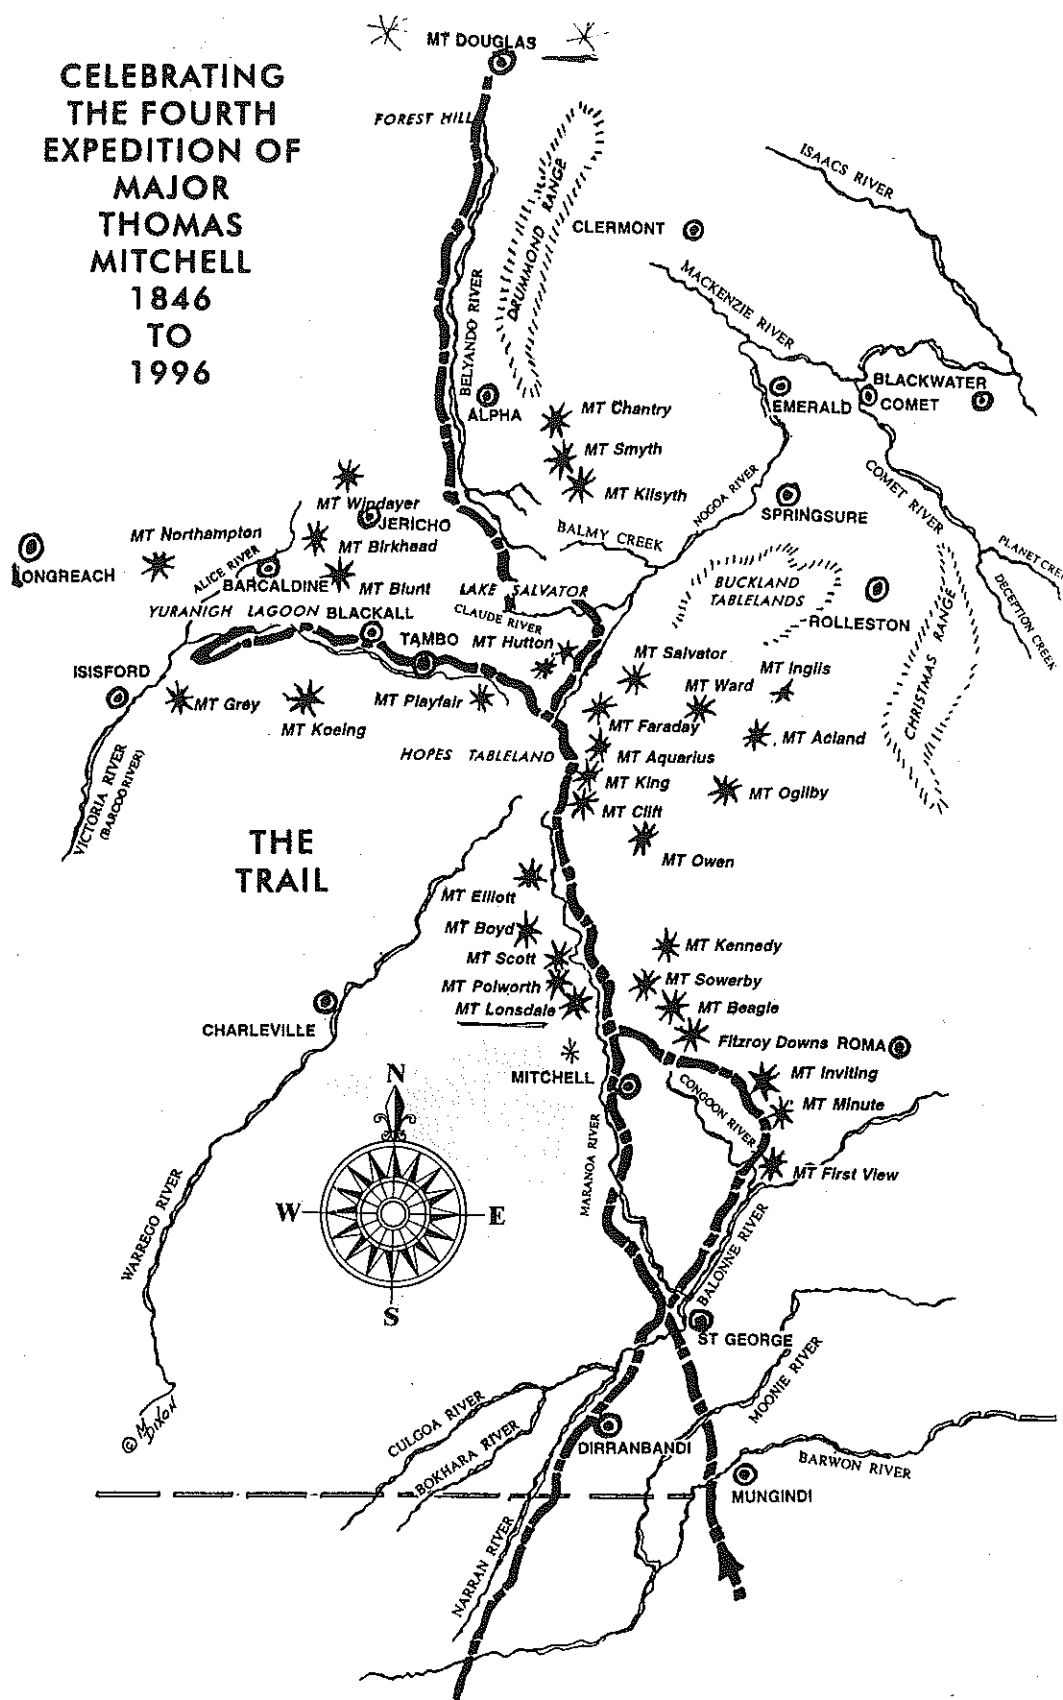 MT DOUGLAS
CELEBRATING
THE FOURTH
EXPEDITION OF
MAJOR
THOMAS
MITCHELL
1846
TO
1996
FOREST HILL
DRUMMOND RANGE
BELYANDO RIVER
ISAACS RIVER
CLERMONT
MACKENZIE RIVER
ALPHA
MT Chantry
MT Smyth
MT Kilsyth
EMERALD
BLACKWATER
COMET
COMET RIVER
NOGOA RIVER
SPRINGSURE
MT Windayer
JERICHO
MT Northampton
MT Birkhead
LONGREACH
ALICE RIVER
BARCALDINE
MT Blunt
BALMY CREEK
LAKE SALVATOR
BUCKLAND
TABLELANDS
PLANET CREEK
DECEPTION CREEK
CHRISTMAS RANGE
ROLLESTON
YURANIGH LAGOON
BLACKALL
CLAUDE RIVER
TAMBO
MT Hutton
MT Salvator
MT Inglis
ISISFORD
MT Grey
MT Koeing
MT Playfair
MT Ward
MT Faraday
MT Acland
HOPES TABLELAND
MT Aquarius
MT King
MT Ogilby
MT Clift
VICTORIA RIVER
(BARCOO RIVER)
THE
TRAIL
MT Owen
MT Elliott
MT Boyd
MT Scott
MT Polworth
MT Lonsdale
MT Kennedy
MT Sowerby
MT Beagle
Fitzroy Downs
ROMA
CHARLEVILLE
MITCHELL
MT Inviting
MT Minute
CONGOON RIVER
MT First View
N
W
E
S
MARANOA RIVER
WARREGO RIVER
BALONNE RIVER
ST GEORGE
MOONIE RIVER
© M DIXON
CULGOA RIVER
BOKHARA RIVER
DIRRANBANDI
BARWON RIVER
MUNGINDI
NARRAN RIVER